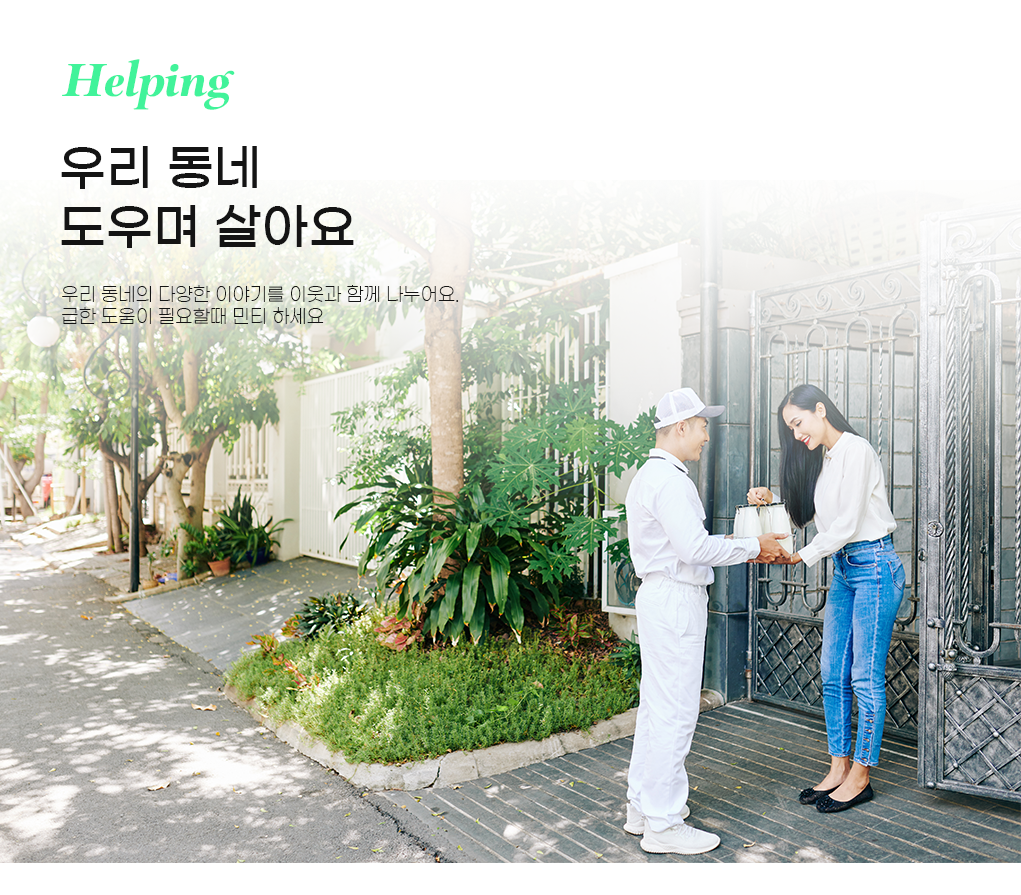 Helping
우리 동네
도우며 살아요
우리 동네의 다양한 이야기를 이웃과 함께 나누어요.
급한 도움이 필요할때 민티 하세요